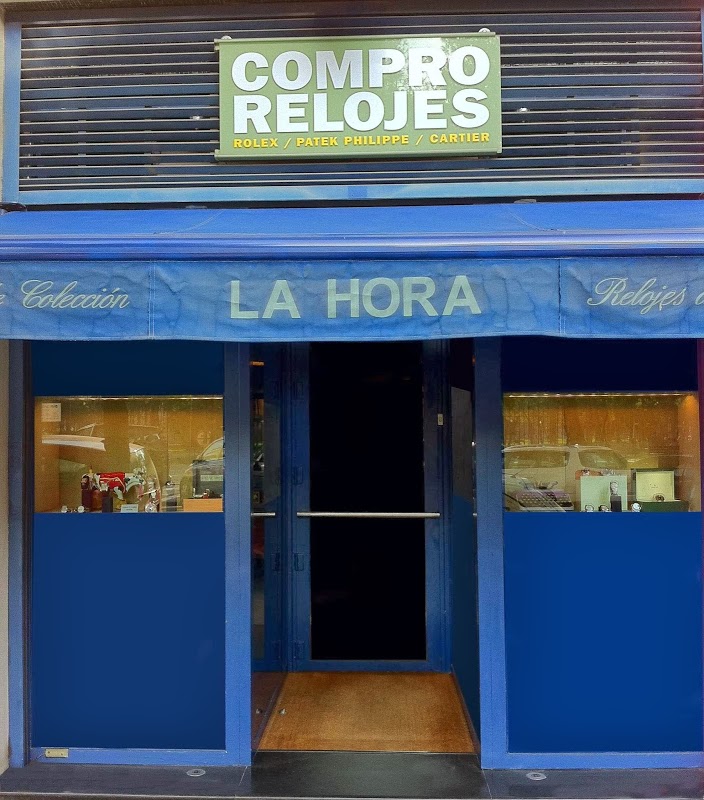 COMPRO
RELOJES
ROLEX / PATEK PHILIPPE / CARTIER
Colección LA HORA Relojes